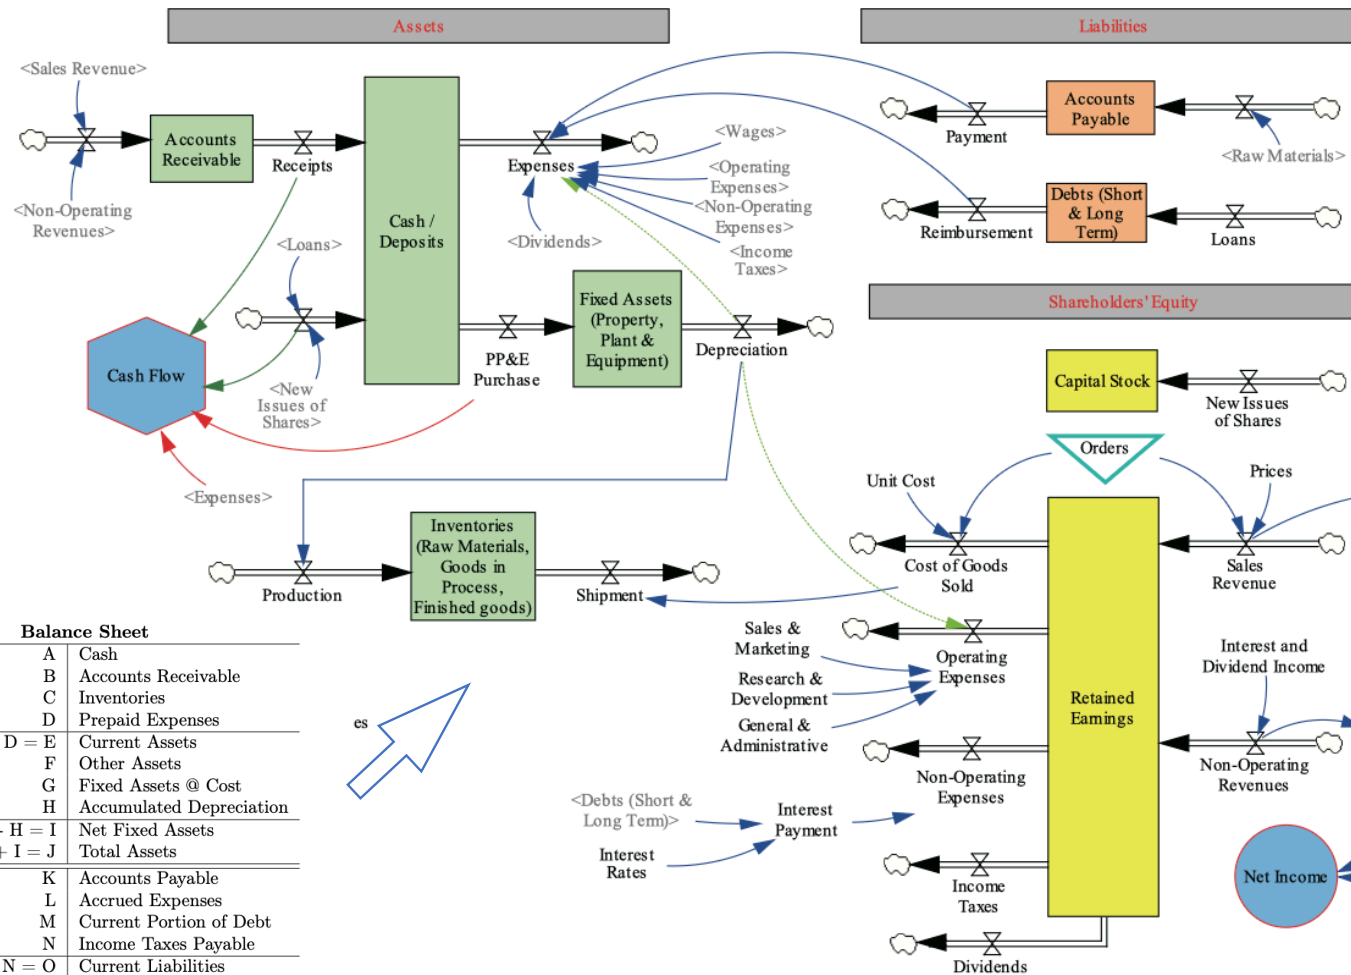 Assets
Liabilities
<Sales Revenue>
Accounts
Receivable
Receipts
<Non-Operating
Revenues>
Cash /
Deposits
Expenses
<Wages>
<Operating
Expenses>
<Non-Operating
Expenses>
<Income
Taxes>
<Dividends>
Accounts
Payable
Payment
<Raw Materials>
Debts (Short
& Long
Term)
Reimbursement
Loans
<Loans>
Shareholders' Equity
Fixed Assets
(Property,
Plant &
Equipment)
Depreciation
PP&E
Purchase
Cash Flow
<New
Issues of
Shares>
<Expenses>
Capital Stock
New Issues
of Shares
Orders
Unit Cost
Prices
Cost of Goods
Sold
Sales
Revenue
Inventories
(Raw Materials,
Goods in
Process,
Finished goods)
Production
Shipment
Sales &
Marketing
Research &
Development
General &
Administrative
Operating
Expenses
Retained
Earnings
Interest and
Dividend Income
Non-Operating
Revenues
Non-Operating
Expenses
<Debts (Short &
Long Term)>
Interest
Payment
Interest
Rates
Income
Taxes
Dividends
Net Income
es
Balance Sheet
A Cash
B Accounts Receivable
C Inventories
D Prepaid Expenses
D = E Current Assets
F Other Assets
G Fixed Assets @ Cost
H Accumulated Depreciation
- H = I Net Fixed Assets
+ I = J Total Assets
K Accounts Payable
L Accrued Expenses
M Current Portion of Debt
N Income Taxes Payable
N = O Current Liabilities